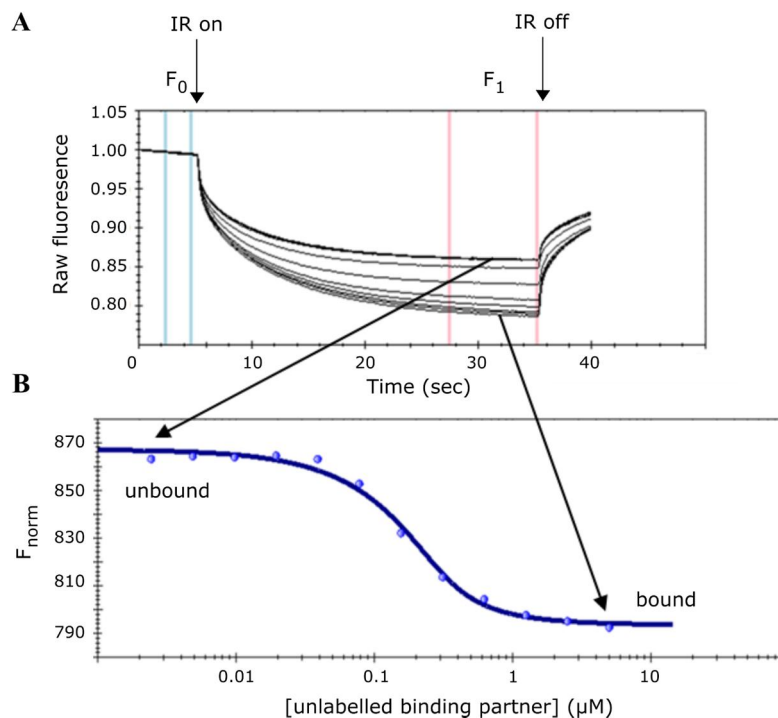 A
IR on
IR off
F0
F1
1.05
1.00
0.95
0.90
0.85
0.80
Raw fluoresence
0
10
20
30
40
Time (sec)
B
870
850
830
810
790
Fnorm
unbound
bound
0.01
0.1
1
10
[unlabelled binding partner] (µM)